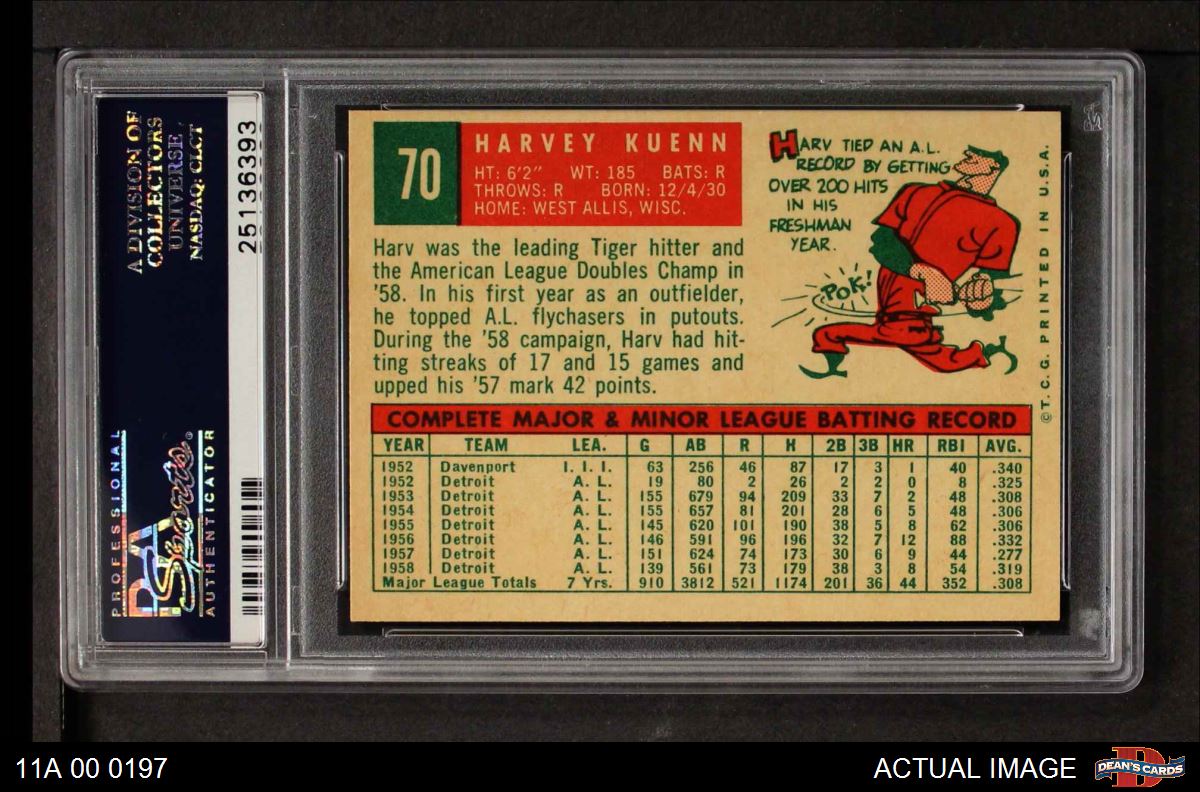 A DIVISION OF
COLLECTORS
UNIVERSE
NASDAQ: CLCT
25136393
PROFESSIONAL
PSA
Sports
®
AUTHENTICATOR
70
HARVEY KUENN
HT: 6'2" WT: 185 BATS: R
THROWS: R BORN: 12/4/30
HOME: WEST ALLIS, WISC.
HARV TIED AN A.L.
RECORD BY GETTING
OVER 200 HITS
IN HIS
FRESHMAN
YEAR.
POK!
Harv was the leading Tiger hitter and
the American League Doubles Champ in
'58. In his first year as an outfielder,
he topped A.L. flychasers in putouts.
During the '58 campaign, Harv had hit-
ting streaks of 17 and 15 games and
upped his '57 mark 42 points.
©T.C.G. PRINTED IN U.S.A.
COMPLETE MAJOR & MINOR LEAGUE BATTING RECORD
YEAR TEAM LEA. G AB R H 2B 3B HR RBI AVG.
1952 Davenport I. I. I. 63 256 46 87 17 3 1 40 .340
1952 Detroit A. L. 19 80 2 26 2 2 0 8 .325
1953 Detroit A. L. 155 679 94 209 33 7 2 48 .308
1954 Detroit A. L. 155 657 81 201 28 6 5 48 .306
1955 Detroit A. L. 145 620 101 190 38 5 8 62 .306
1956 Detroit A. L. 146 591 96 196 32 7 12 88 .332
1957 Detroit A. L. 151 624 74 173 30 6 9 44 .277
1958 Detroit A. L. 139 561 73 179 38 3 8 54 .319
Major League Totals 7 Yrs. 910 3812 521 1174 201 36 44 352 .308
PSA
11A 00 0197
ACTUAL IMAGE
DEAN'S CARDS